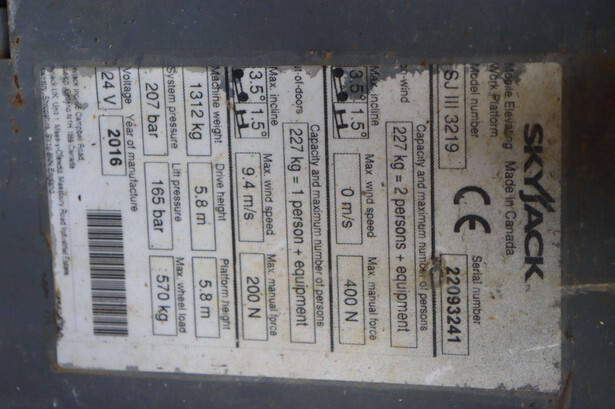 SKYJACK
Mobile Elevating Made in Canada
Work Platform
Model number Serial number
SJ III 3219 CE 22093241
Capacity and maximum number of persons
227 kg = 2 persons + equipment
Max. incline Max. wind speed Max. manual force
3.5° 1.5° 0 m/s 400 N
Capacity and maximum number of persons
227 kg = 1 person + equipment
Max. incline Max. wind speed Max. manual force
3.5° 1.5° 9.4 m/s 200 N
Machine weight Drive height Platform height
1312 kg 5.8 m 5.8 m
System pressure Lift pressure Max. wheel load
207 bar 165 bar 570 kg
Voltage Year of manufacture
24 V 2016
Campbell Road